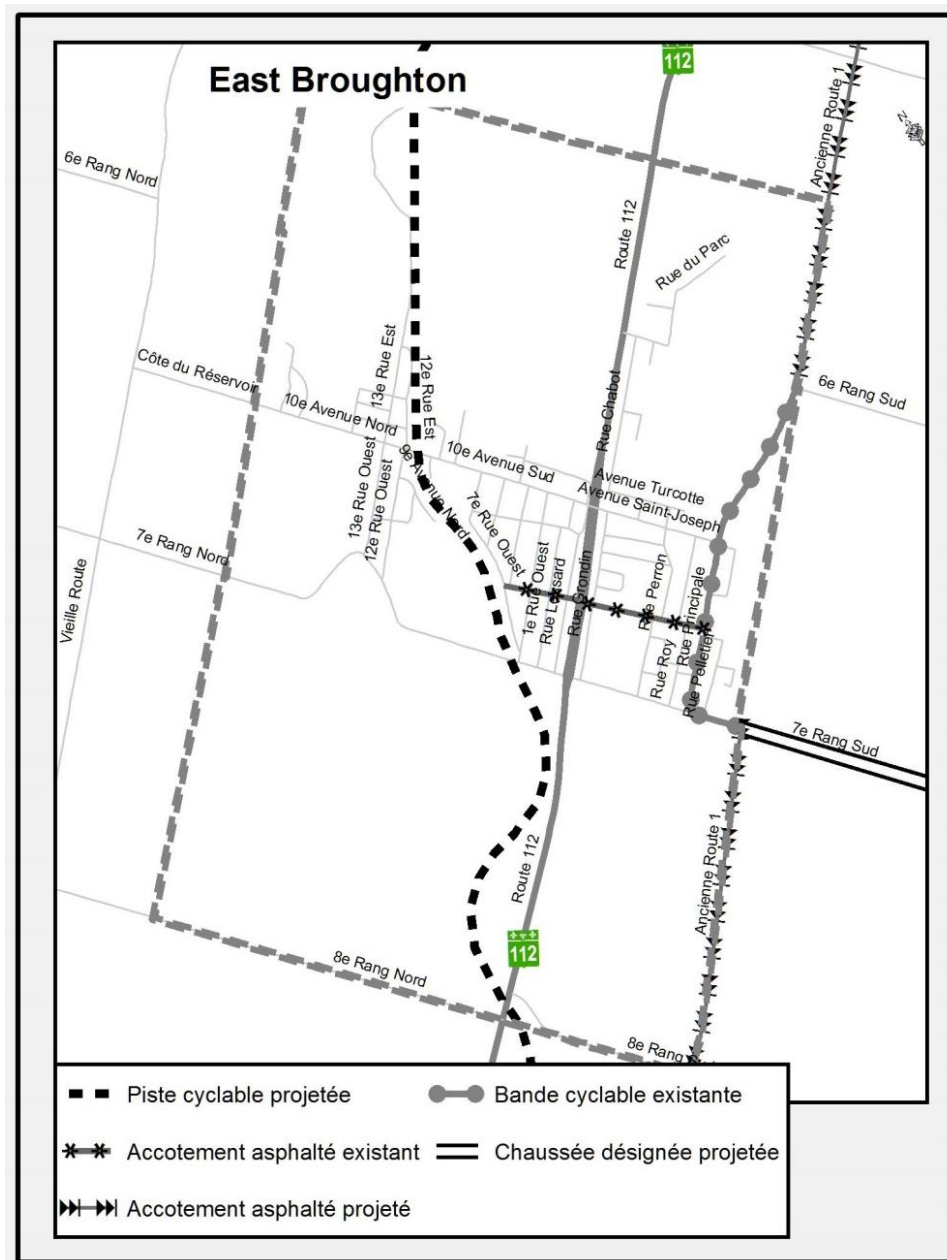 East Broughton
112
6e Rang Nord
Ancienne Route 1
N
Route 112
Rue du Parc
Côte du Réservoir
13e Rue Est
12e Rue Est
6e Rang Sud
10e Avenue Nord
Rue Chabot
10e Avenue Sud
9e Avenue Nord
Avenue Turcotte
Avenue Saint-Joseph
13e Rue Ouest
12e Rue Ouest
7e Rue Ouest
7e Rang Nord
1e Rue Ouest
Rue Lessard
Rue Grondin
Rue Perron
Rue Principale
Vieille Route
Rue Roy
Rue Pelletier
7e Rang Sud
Route 112
Ancienne Route 1
112
8e Rang Nord
8e Rang
Piste cyclable projetée
Bande cyclable existante
Accotement asphalté existant
Chaussée désignée projetée
Accotement asphalté projeté